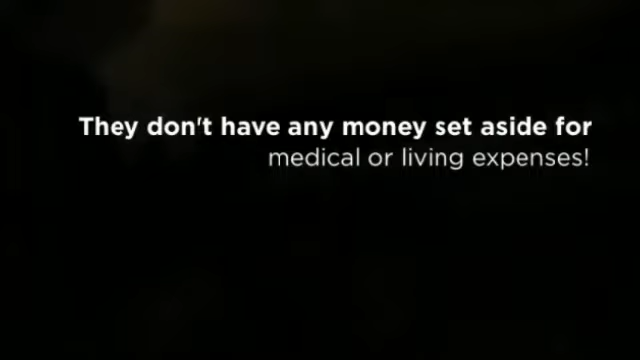 They don't have any money set aside for
medical or living expenses!